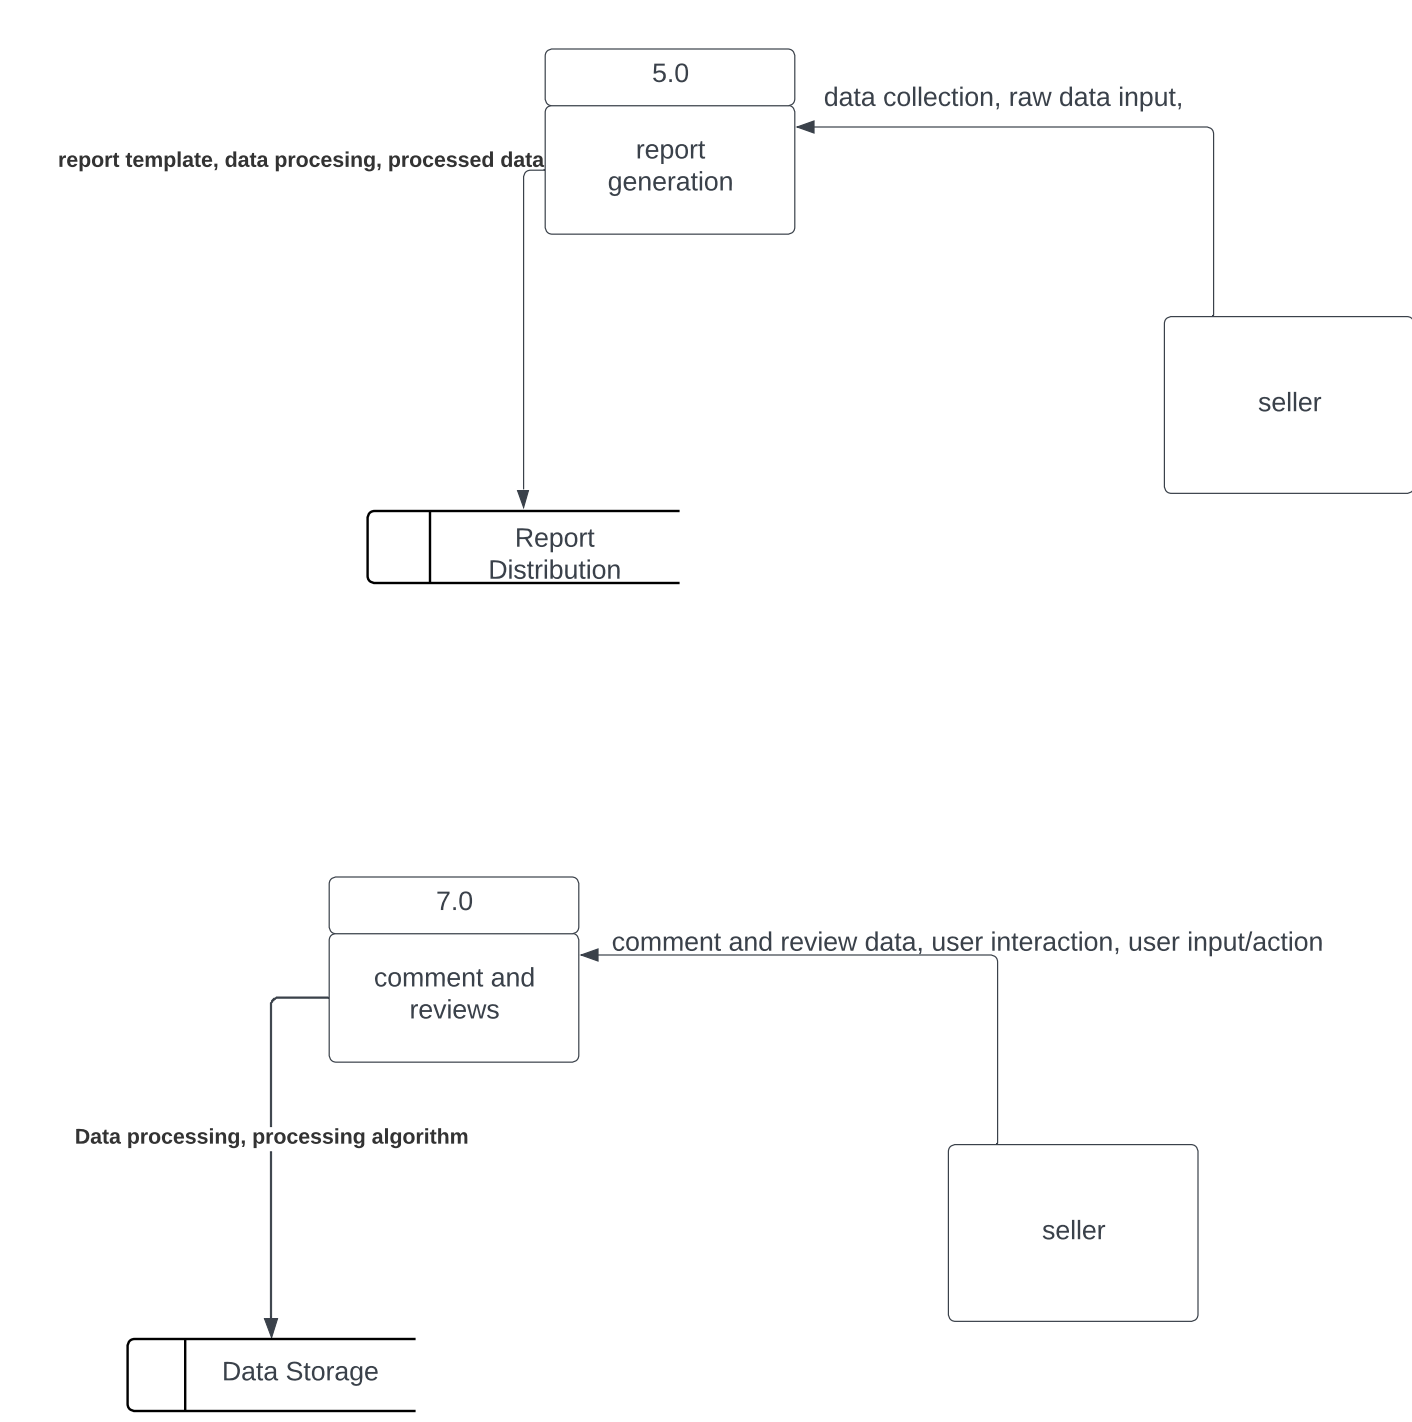 5.0
data collection, raw data input,
report
generation
report template, data procesing, processed data
seller
Report
Distribution
7.0
comment and review data, user interaction, user input/action
comment and
reviews
Data processing, processing algorithm
seller
Data Storage